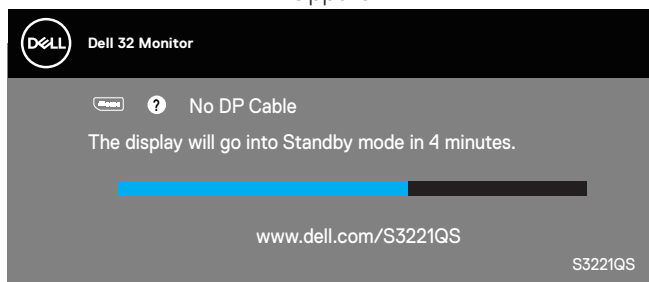 DELL
Dell 32 Monitor
? No DP Cable
The display will go into Standby mode in 4 minutes.
www.dell.com/S3221QS
S3221QS